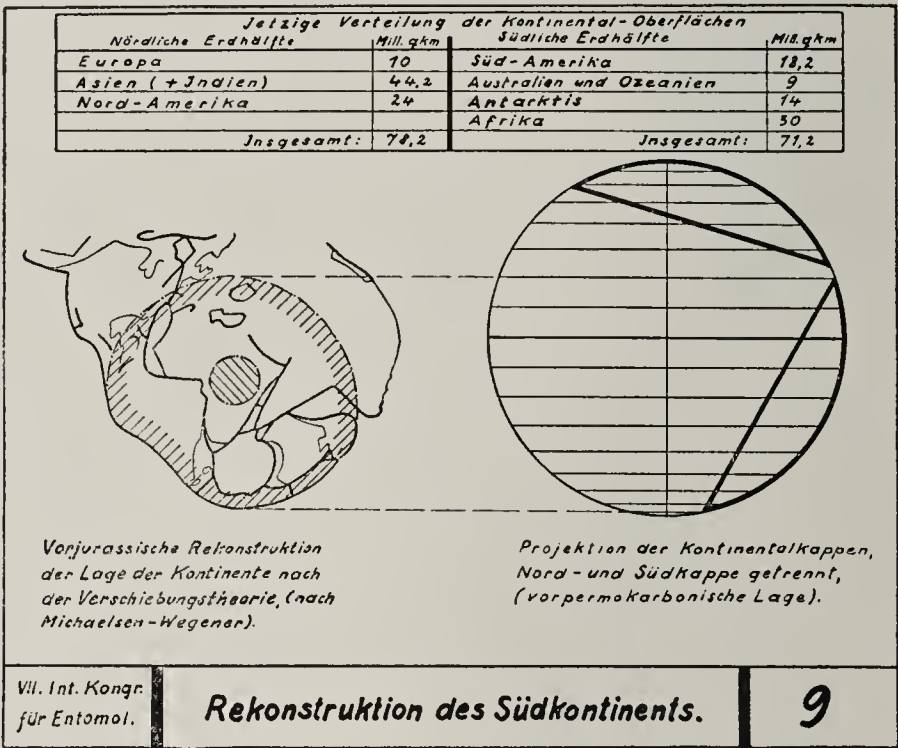 Jetzige Verteilung der Kontinental-Oberflächen
Nördliche Erdhälfte Mill. qkm Südliche Erdhälfte Mill. qkm
Europa 10 Süd-Amerika 18,2
Asien (+ Indien) 44,2 Australien und Ozeanien 9
Nord-Amerika 24 Antarktis 14
Afrika 30
Insgesamt: 78,2 Insgesamt: 71,2
Vorjurassische Rekonstruktion
der Lage der Kontinente nach
der Verschiebungstheorie, (nach
Michaelsen-Wegener).
Projektion der Kontinentalkappen,
Nord- und Südkappe getrennt,
(vorpermokarbonische Lage).
VII. Int. Kongr.
für Entomol.
Rekonstruktion des Südkontinents.
9